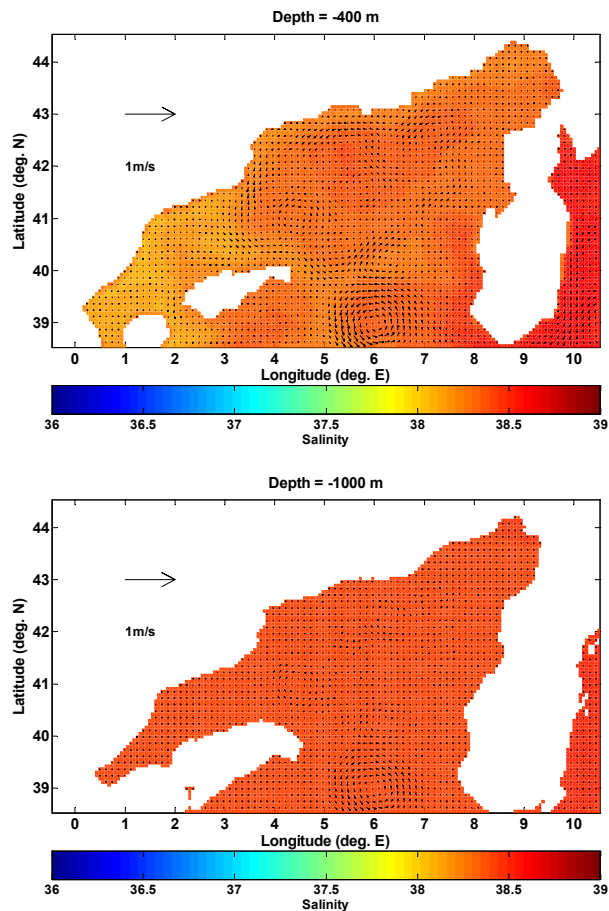 Depth = -400 m
44
43
42
41
40
39
Latitude (deg. N)
1m/s
0 1 2 3 4 5 6 7 8 9 10
Longitude (deg. E)
36 36.5 37 37.5 38 38.5 39
Salinity
Depth = -1000 m
44
43
42
41
40
39
Latitude (deg. N)
1m/s
0 1 2 3 4 5 6 7 8 9 10
Longitude (deg. E)
36 36.5 37 37.5 38 38.5 39
Salinity